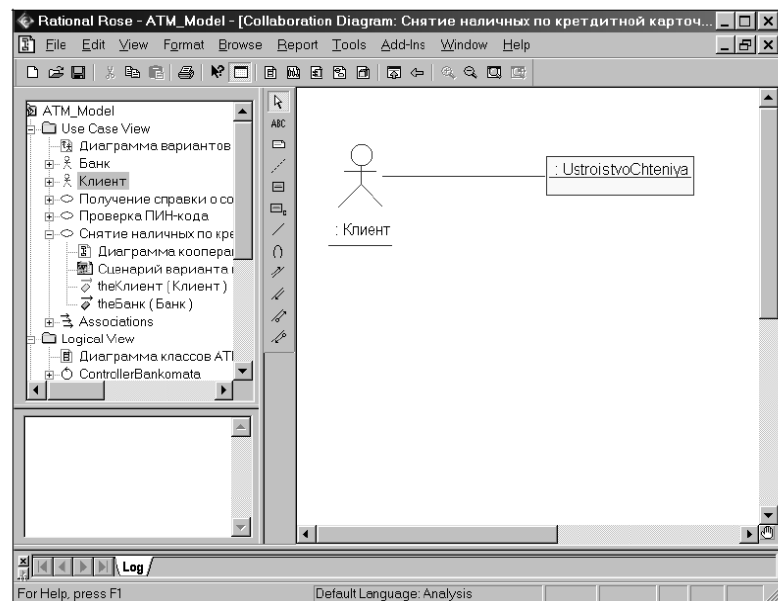 Rational Rose - ATM_Model - [Collaboration Diagram: Снятие наличных по кретдитной карточ...
File Edit View Format Browse Report Tools Add-Ins Window Help
ATM_Model
Use Case View
Диаграмма вариантов
Банк
Клиент
Получение справки о со
Проверка ПИН-кода
Снятие наличных по кре
Диаграмма коопера
Сценарий варианта
theКлиент ( Клиент )
theБанк ( Банк )
Associations
Logical View
Диаграмма классов АТ
ControllerBankomata
ABC
: UstroistvoChteniya
: Клиент
Log
For Help, press F1
Default Language: Analysis